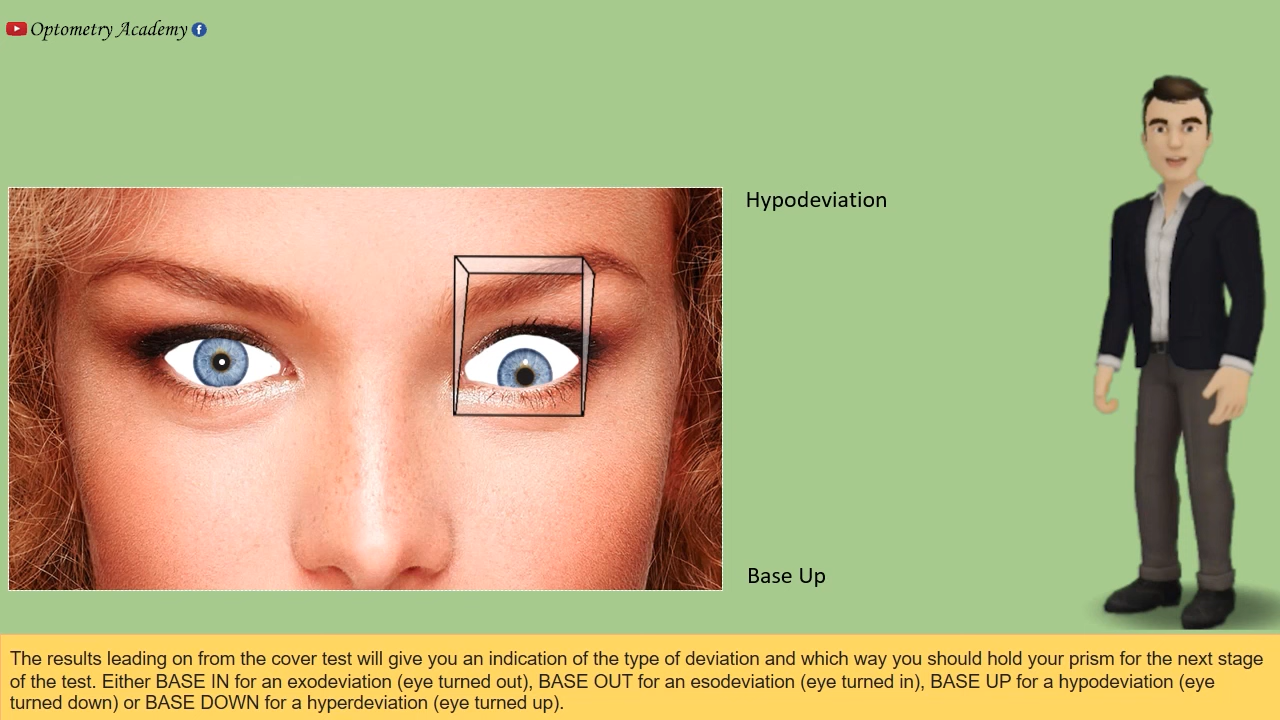 Optometry Academy
Hypodeviation
Base Up
The results leading on from the cover test will give you an indication of the type of deviation and which way you should hold your prism for the next stage
of the test. Either BASE IN for an exodeviation (eye turned out), BASE OUT for an esodeviation (eye turned in), BASE UP for a hypodeviation (eye
turned down) or BASE DOWN for a hyperdeviation (eye turned up).